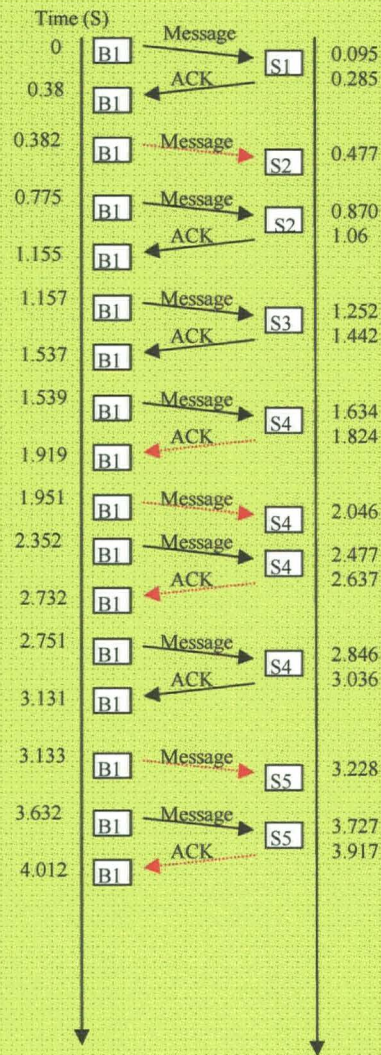 Time (S)
0 B1 Message S1 0.095
0.38 B1 ACK 0.285
0.382 B1 Message S2 0.477
0.775 B1 Message S2 0.870
1.155 B1 ACK 1.06
1.157 B1 Message S3 1.252
1.537 B1 ACK 1.442
1.539 B1 Message S4 1.634
1.919 B1 ACK 1.824
1.951 B1 Message S4 2.046
2.352 B1 Message S4 2.477
2.732 B1 ACK 2.637
2.751 B1 Message S4 2.846
3.131 B1 ACK 3.036
3.133 B1 Message S5 3.228
3.632 B1 Message S5 3.727
4.012 B1 ACK 3.917